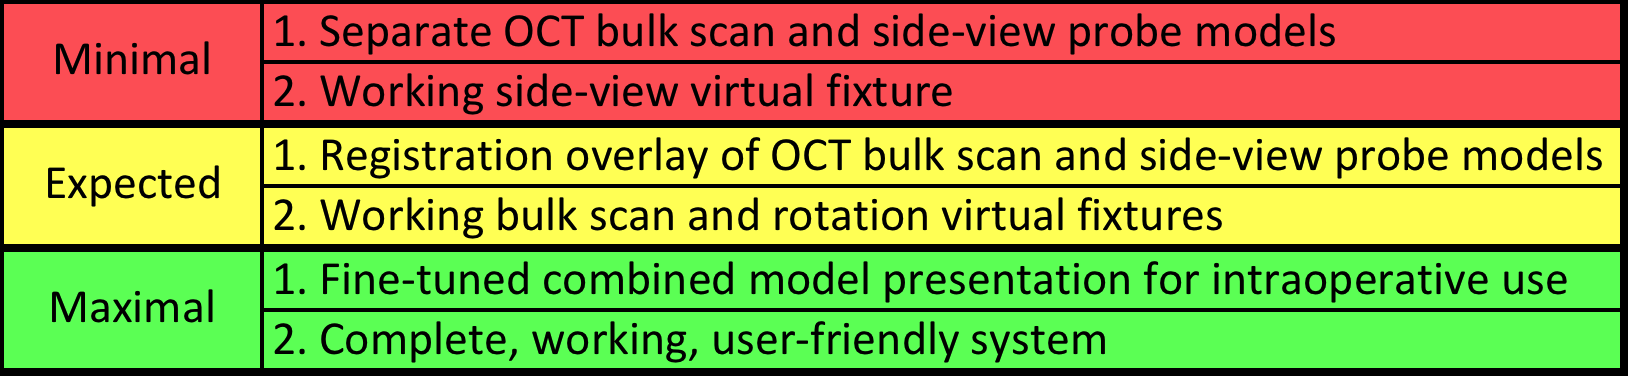 Minimal
1. Separate OCT bulk scan and side-view probe models
2. Working side-view virtual fixture
Expected
1. Registration overlay of OCT bulk scan and side-view probe models
2. Working bulk scan and rotation virtual fixtures
Maximal
1. Fine-tuned combined model presentation for intraoperative use
2. Complete, working, user-friendly system